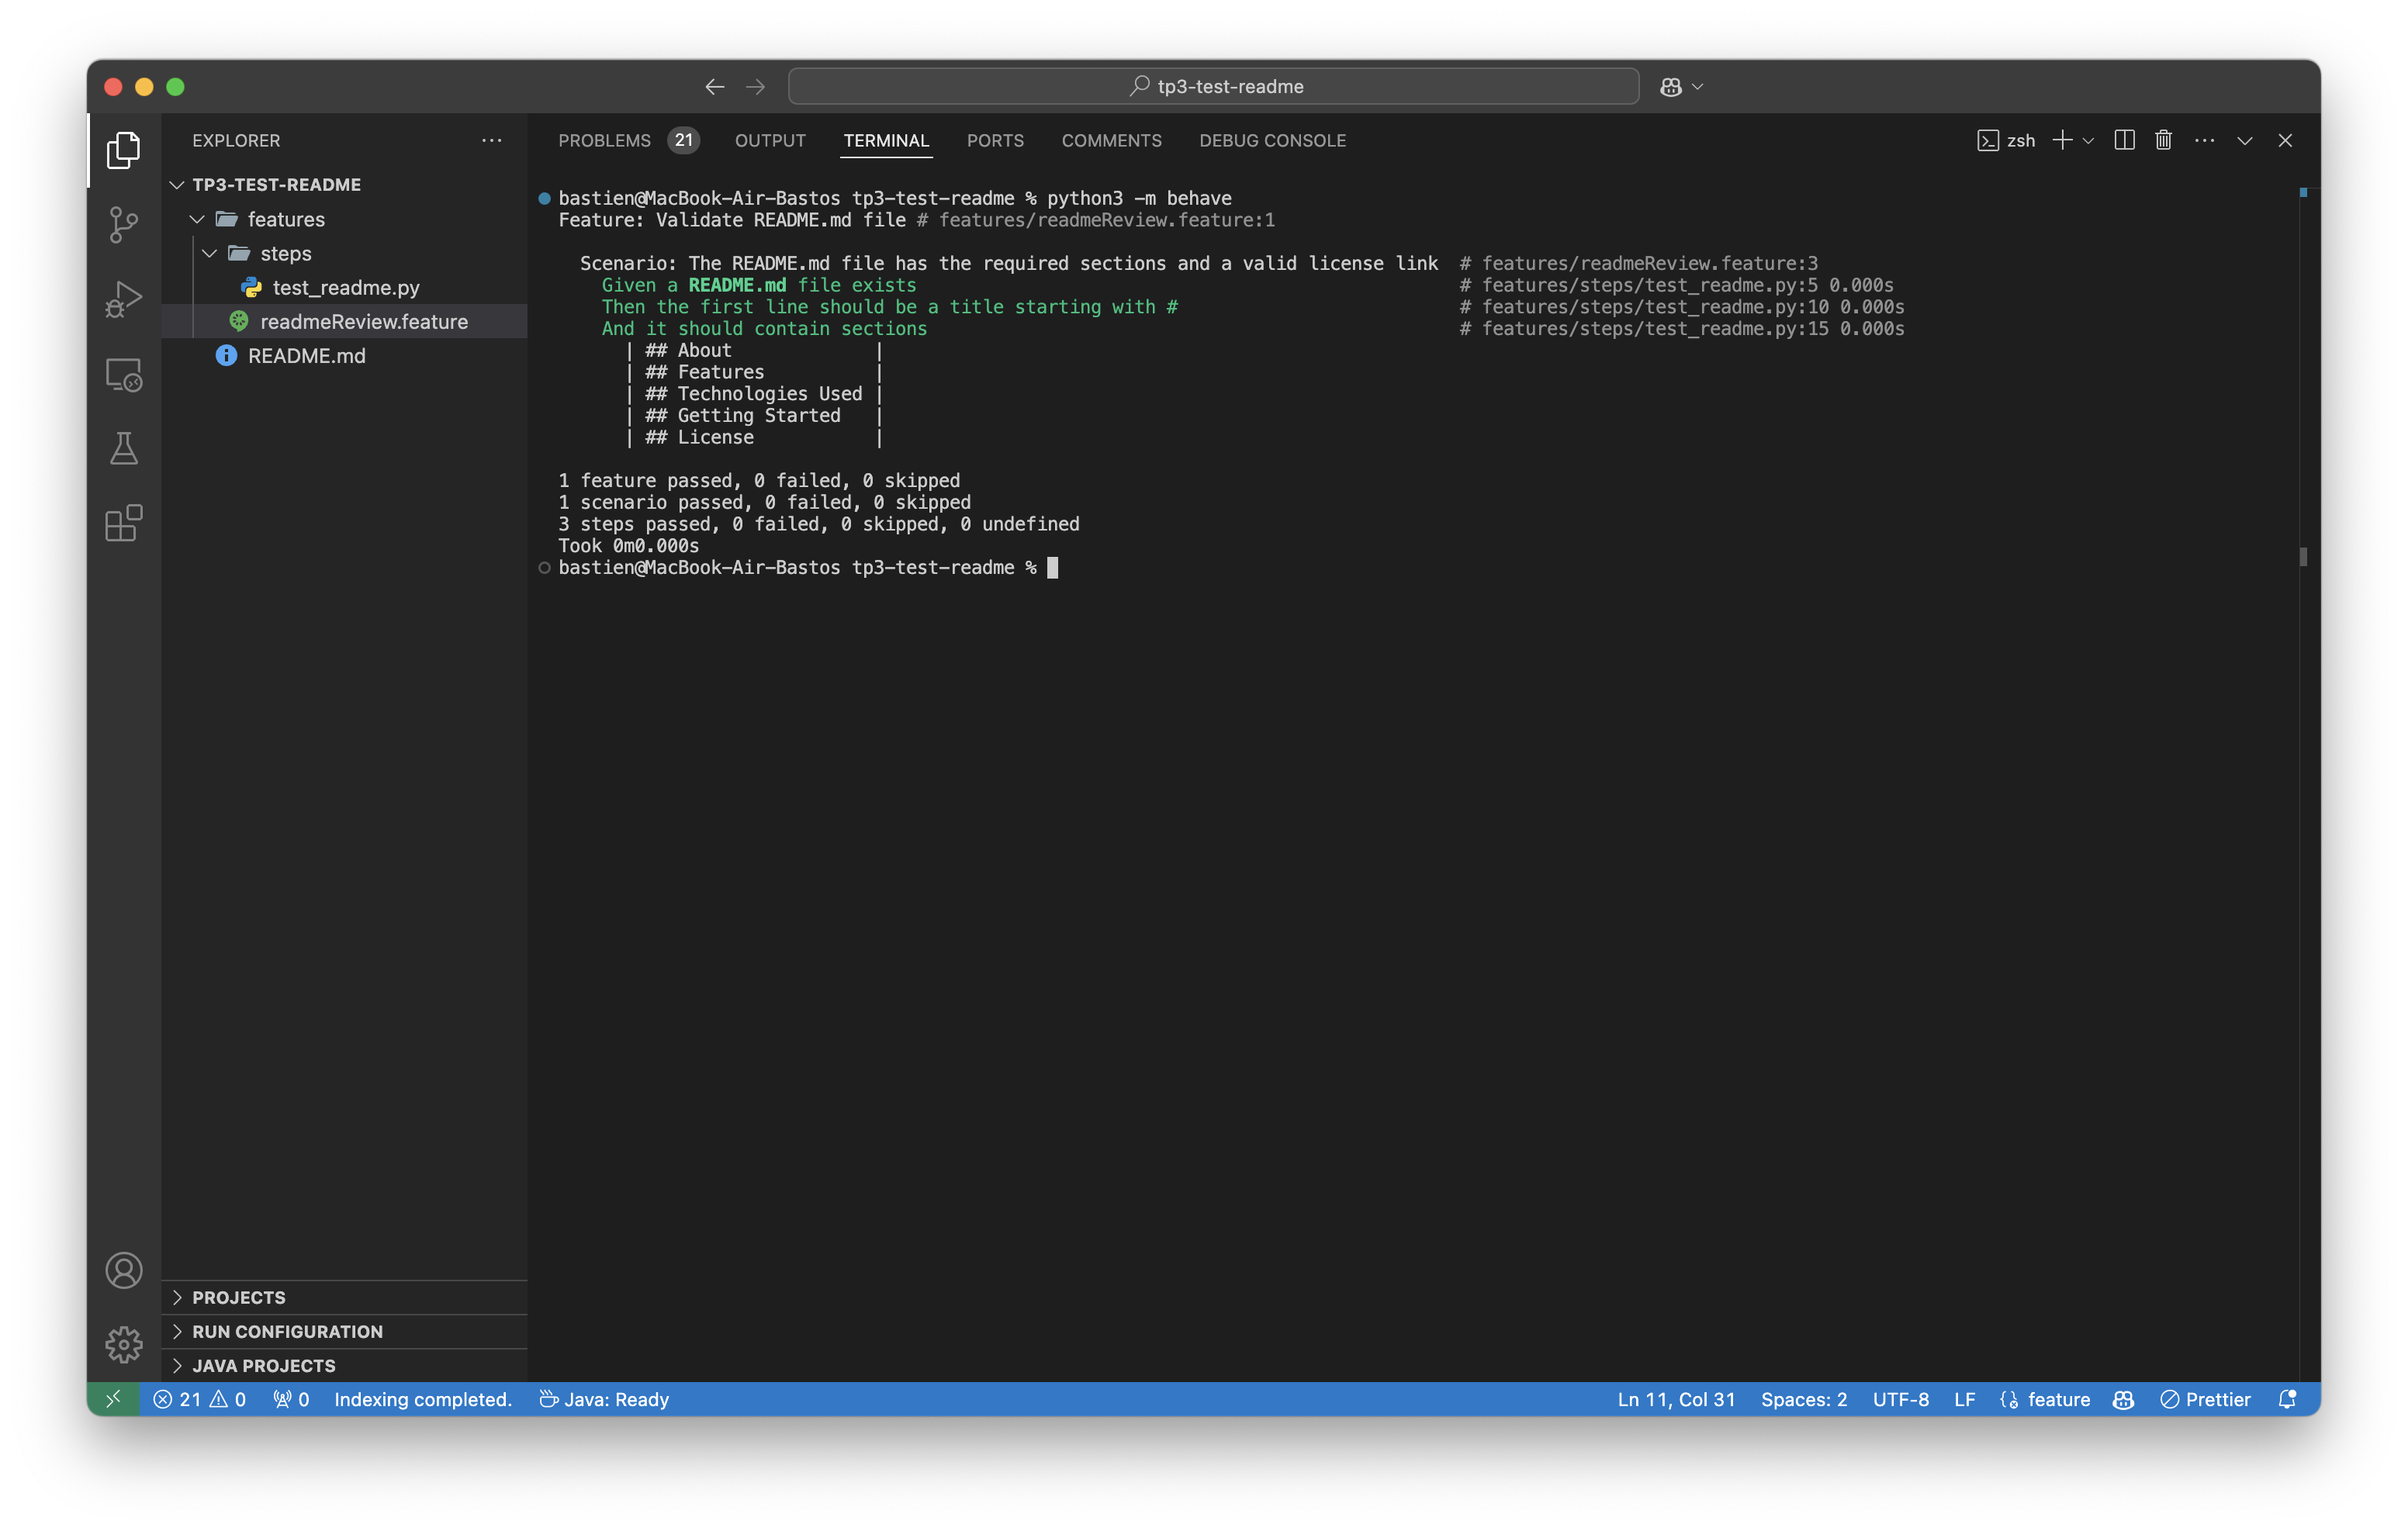 tp3-test-readme
EXPLORER
TP3-TEST-README
features
steps
test_readme.py
readmeReview.feature
README.md
PROJECTS
RUN CONFIGURATION
JAVA PROJECTS
PROBLEMS 21 OUTPUT TERMINAL PORTS COMMENTS DEBUG CONSOLE zsh
bastien@MacBook-Air-Bastos tp3-test-readme % python3 -m behave
Feature: Validate README.md file # features/readmeReview.feature:1
Scenario: The README.md file has the required sections and a valid license link # features/readmeReview.feature:3
Given a README.md file exists # features/steps/test_readme.py:5 0.000s
Then the first line should be a title starting with # # features/steps/test_readme.py:10 0.000s
And it should contain sections # features/steps/test_readme.py:15 0.000s
| ## About |
| ## Features |
| ## Technologies Used |
| ## Getting Started |
| ## License |
1 feature passed, 0 failed, 0 skipped
1 scenario passed, 0 failed, 0 skipped
3 steps passed, 0 failed, 0 skipped, 0 undefined
Took 0m0.000s
bastien@MacBook-Air-Bastos tp3-test-readme %
21 0 0 Indexing completed. Java: Ready Ln 11, Col 31 Spaces: 2 UTF-8 LF feature Prettier